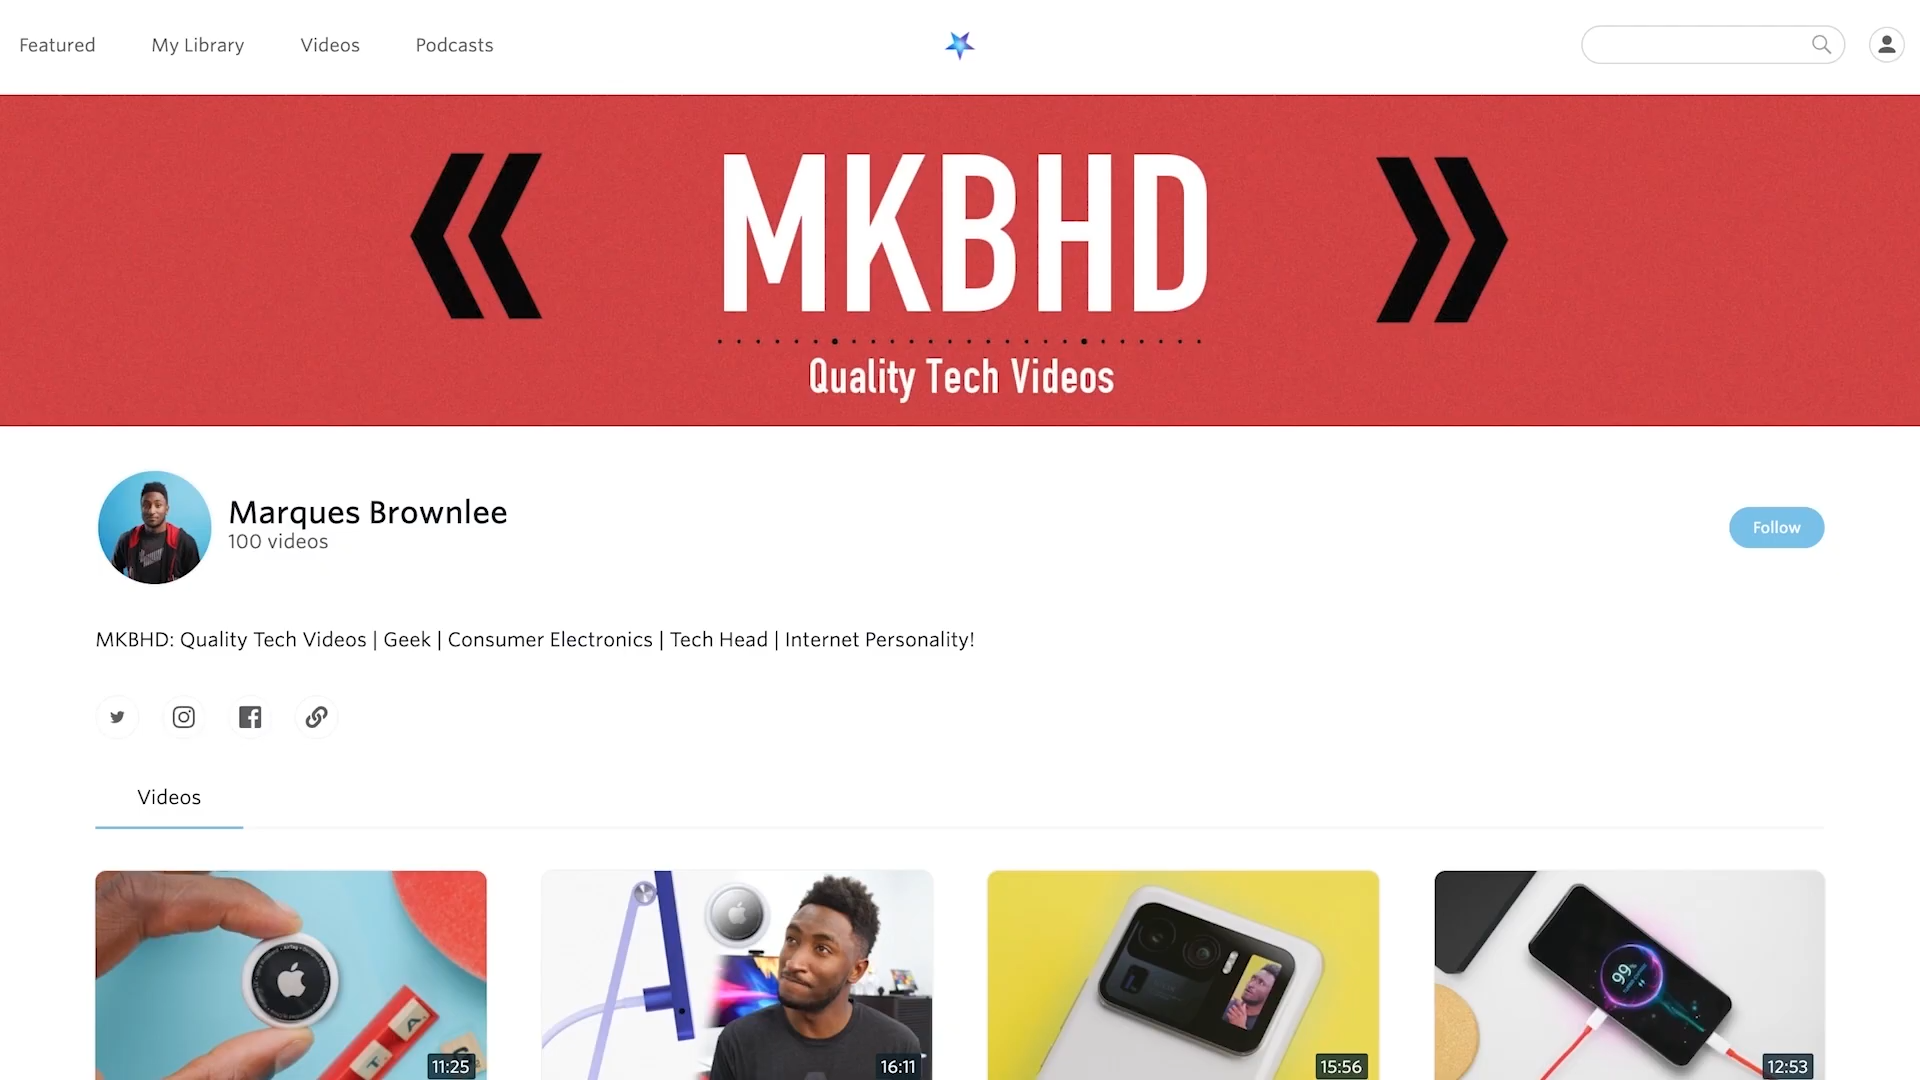 Featured
My Library
Videos
Podcasts
MKBHD
Quality Tech Videos
Marques Brownlee
100 videos
Follow
MKBHD: Quality Tech Videos | Geek | Consumer Electronics | Tech Head | Internet Personality!
Videos
A
T
11:25
16:11
15:56
99%
12:53